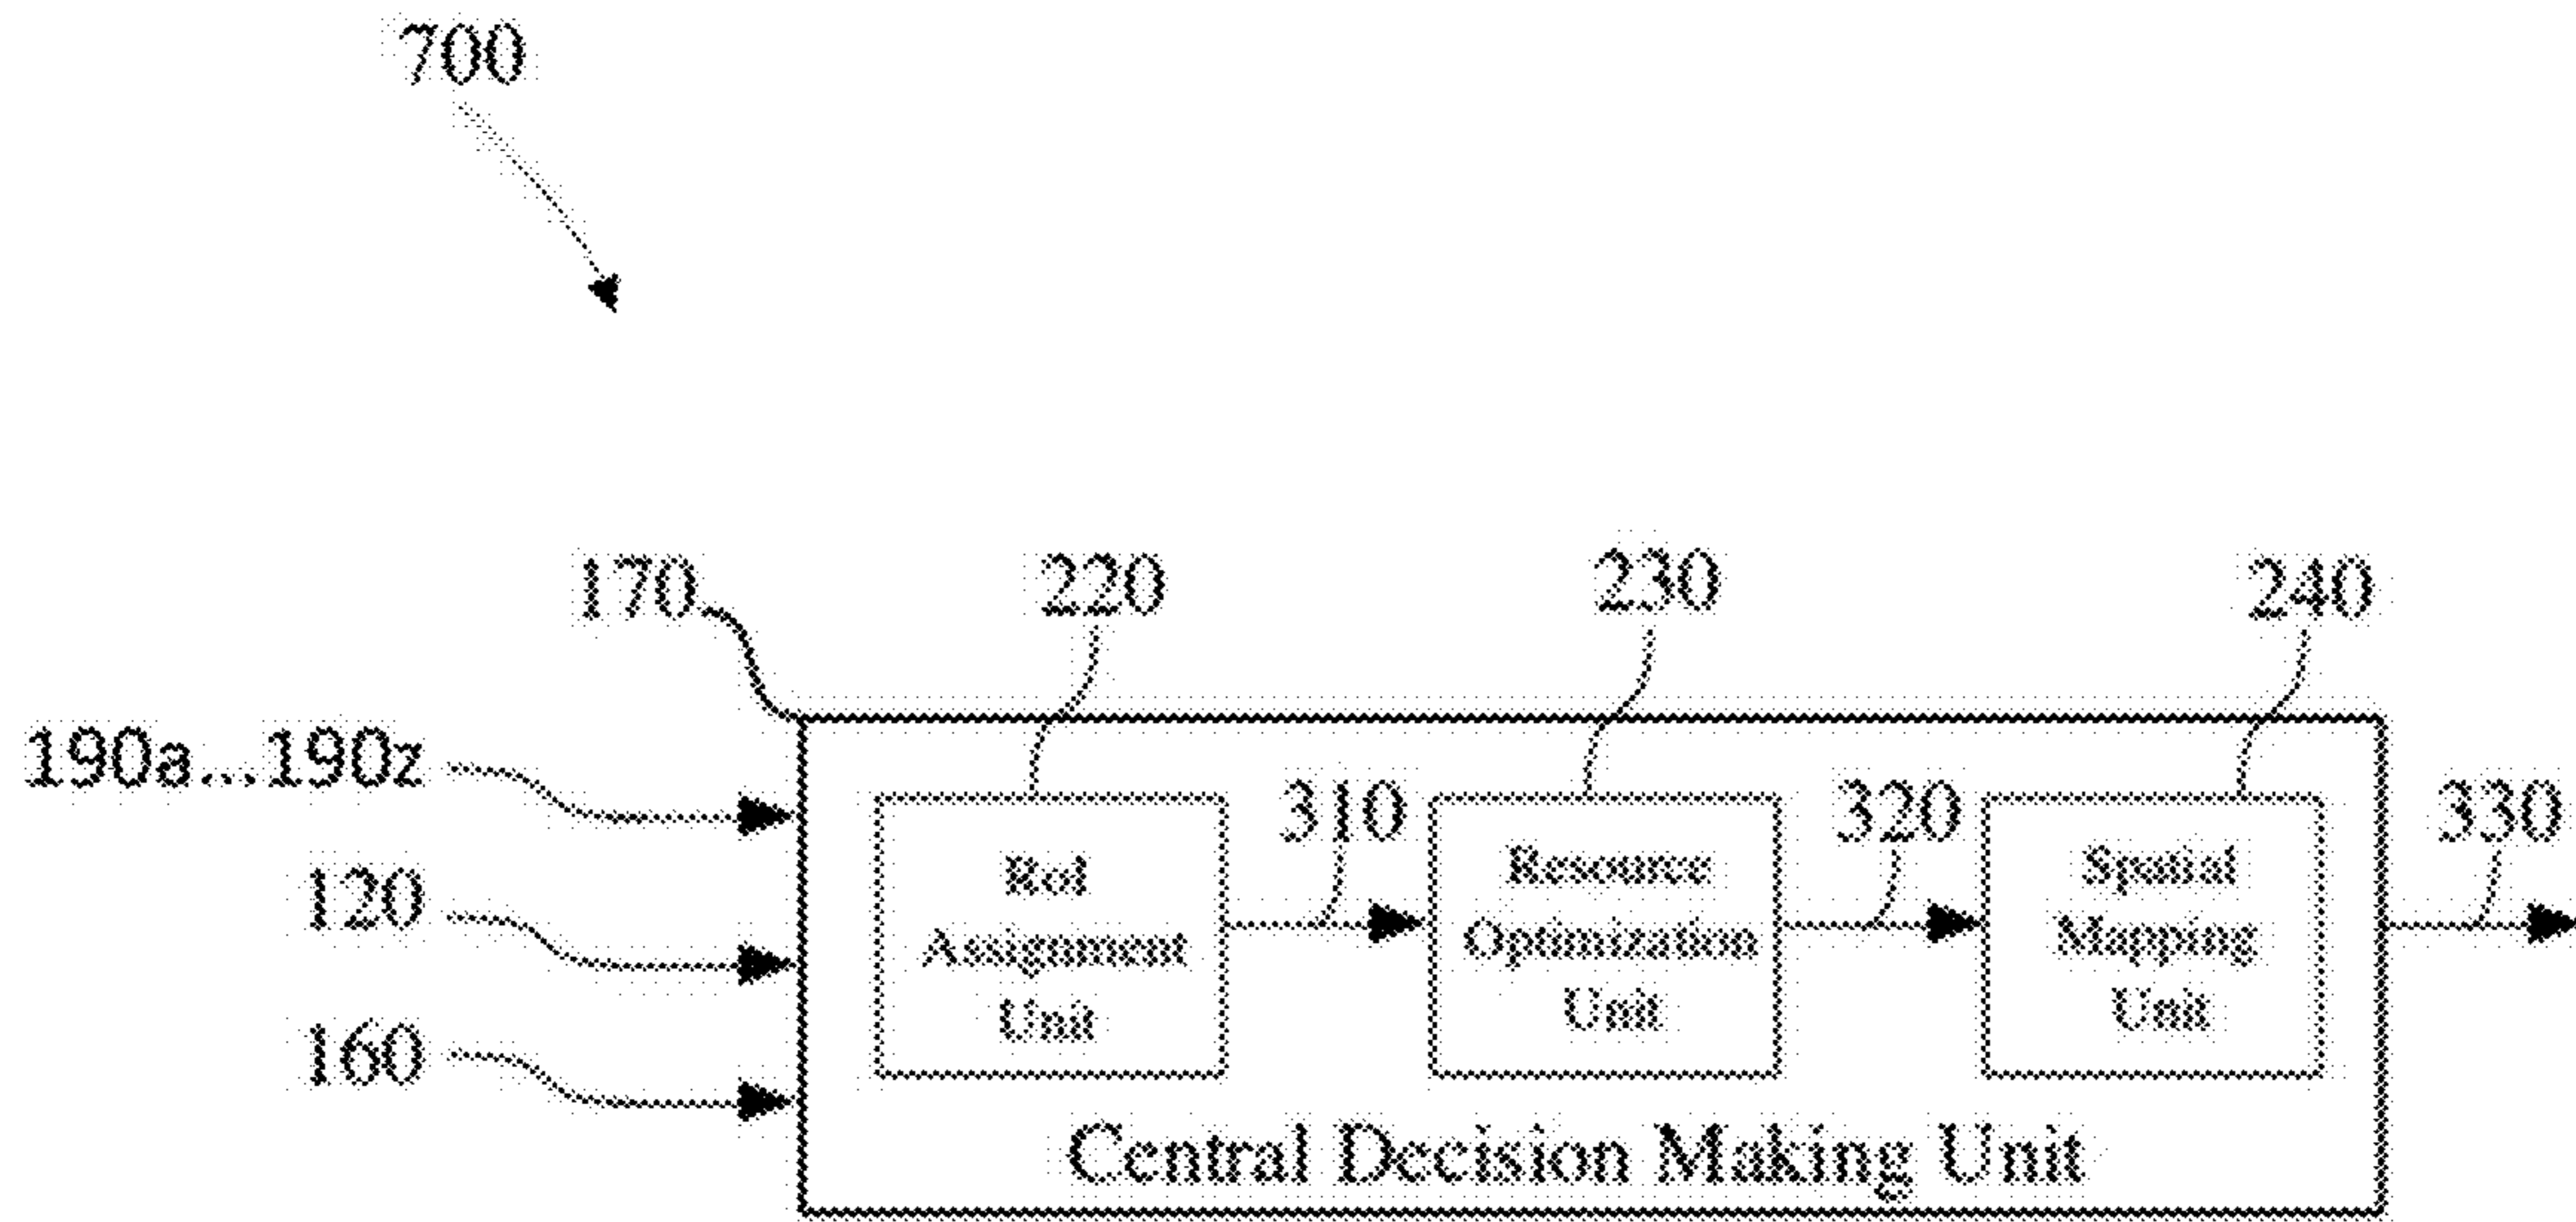 700
170
220
230
240
190a...190z
310
320
330
120
160
RoI
Assignment
Unit
Resource
Optimization
Unit
Spatial
Mapping
Unit
Central Decision Making Unit